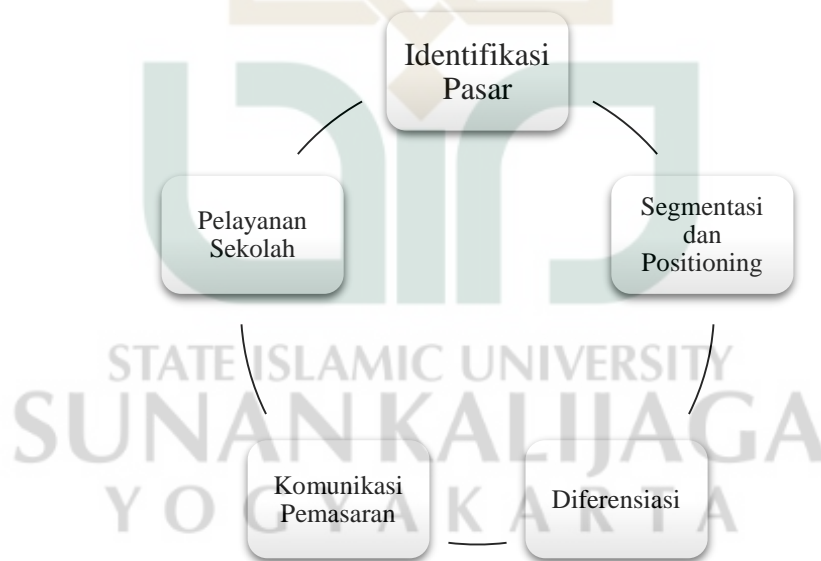 Identifikasi
Pasar
Segmentasi
dan
Positioning
Diferensiasi
Komunikasi
Pemasaran
Pelayanan
Sekolah
STATE ISLAMIC UNIVERSITY
SUNAN KALIJAGA
YOGYAKARTA